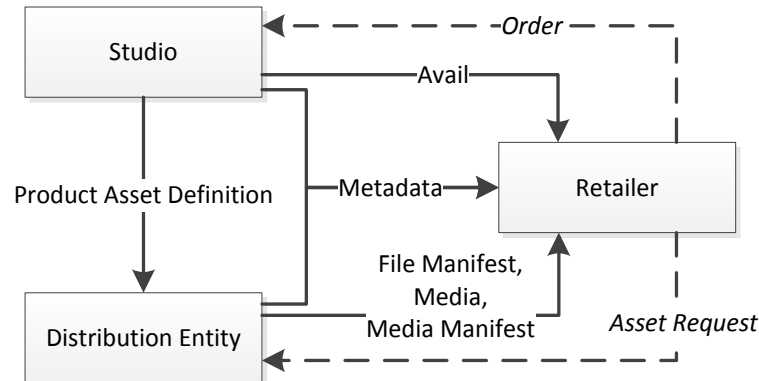 Order
Studio
Avail
Product Asset Definition
Metadata
Retailer
File Manifest,
Media,
Media Manifest
Asset Request
Distribution Entity